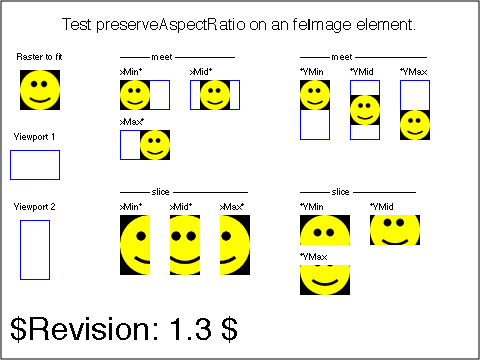 Test preserveAspectRatio on an feImage element.
Raster to fit
meet
meet
xMin*
xMid*
*YMin
*YMid
*YMax
xMax*
Viewport 1
slice
slice
Viewport 2
xMin*
xMid*
xMax*
*YMin
*YMid
*YMax
$Revision: 1.3 $